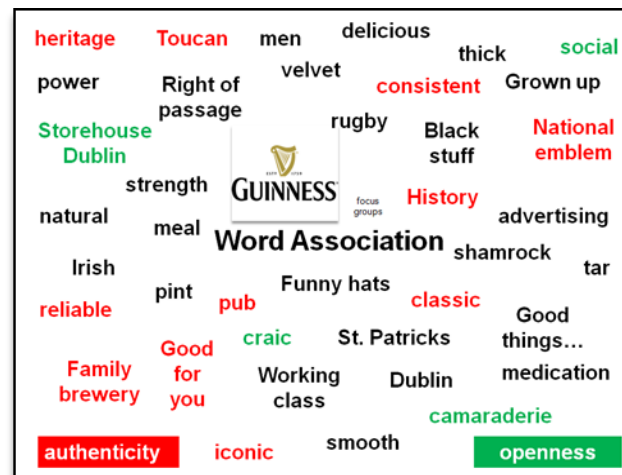 heritage
Toucan
men
delicious
thick
social
power
Right of
passage
velvet
consistent
Grown up
Storehouse
Dublin
rugby
Black
stuff
National
emblem
strength
GUINNESS
focus
groups
History
natural
meal
advertising
Word Association
shamrock
Irish
tar
pint
Funny hats
reliable
pub
classic
Good
things…
craic
St. Patricks
Family
brewery
Good
for
you
Working
class
Dublin
medication
camaraderie
authenticity
iconic
smooth
openness